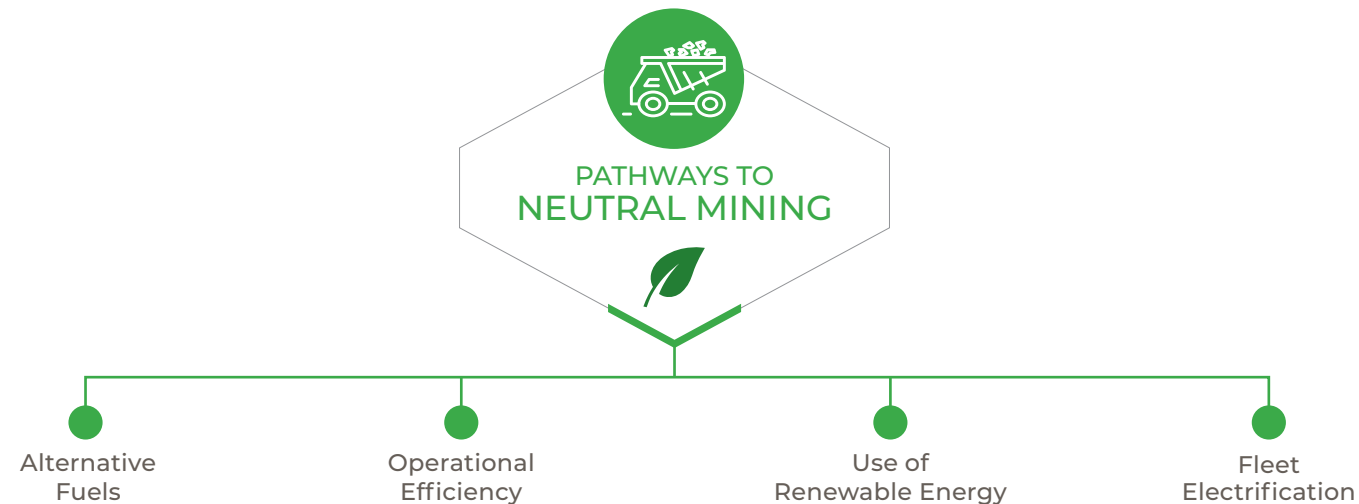 PATHWAYS TO
NEUTRAL MINING
Alternative
Fuels
Operational
Efficiency
Use of
Renewable Energy
Fleet
Electrification